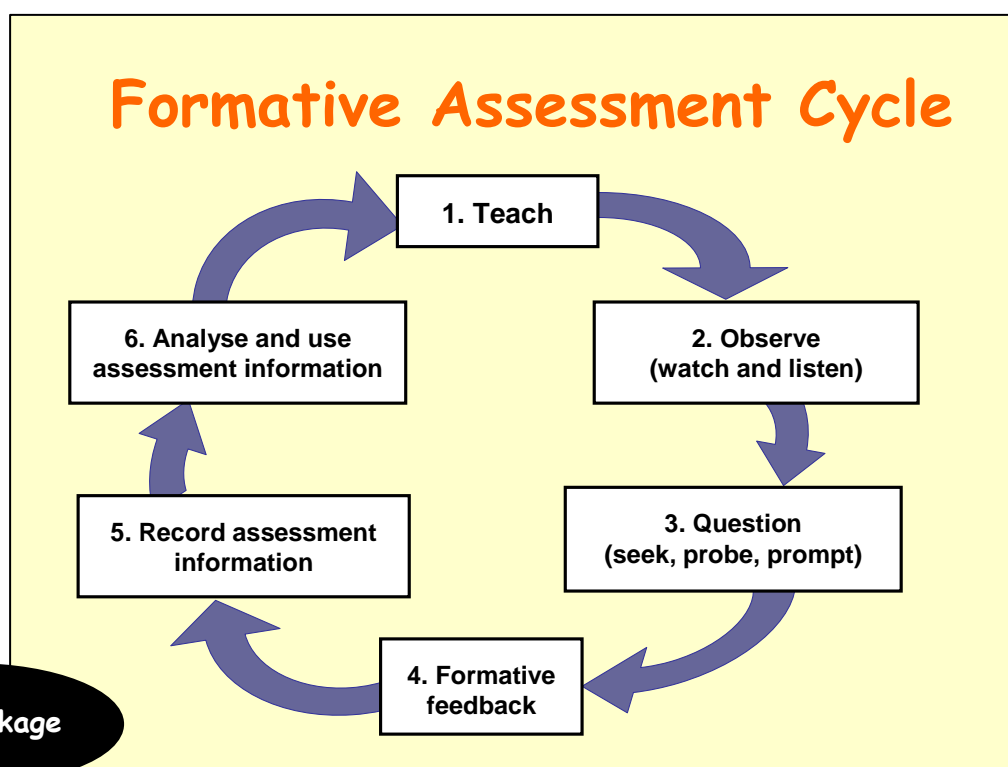 Formative Assessment Cycle
1. Teach
2. Observe
(watch and listen)
3. Question
(seek, probe, prompt)
4. Formative
feedback
5. Record assessment
information
6. Analyse and use
assessment information